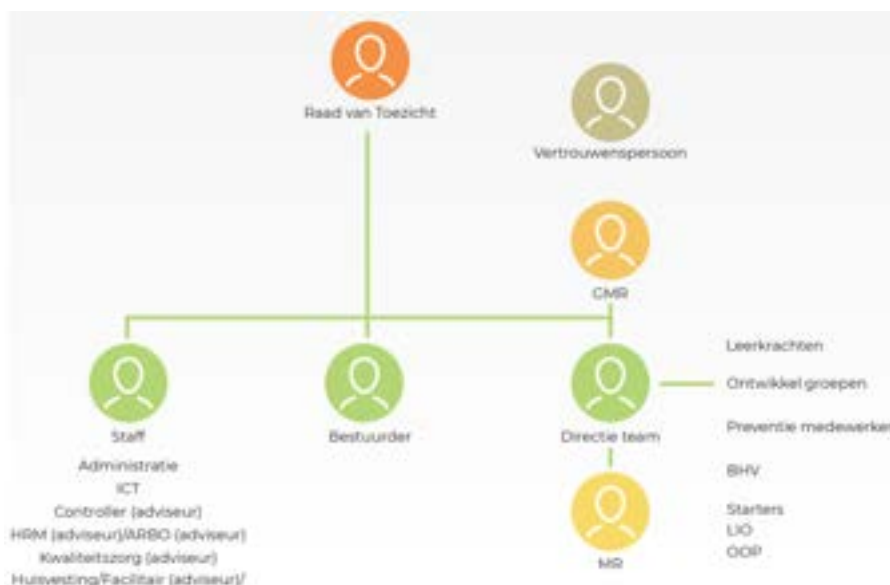 Raad van Toezicht
Vertrouwenspersoon
GMR
Staff
Administratie
ICT
Controller (adviseur)
HRM (adviseur)/ARBO (adviseur)
Kwaliteitszorg (adviseur)
Huisvesting/Facilitair (adviseur)/
Bestuurder
Directie team
MR
Leerkrachten
Ontwikkel groepen
Preventie medewerker
BHV
Starters
LIO
OOP